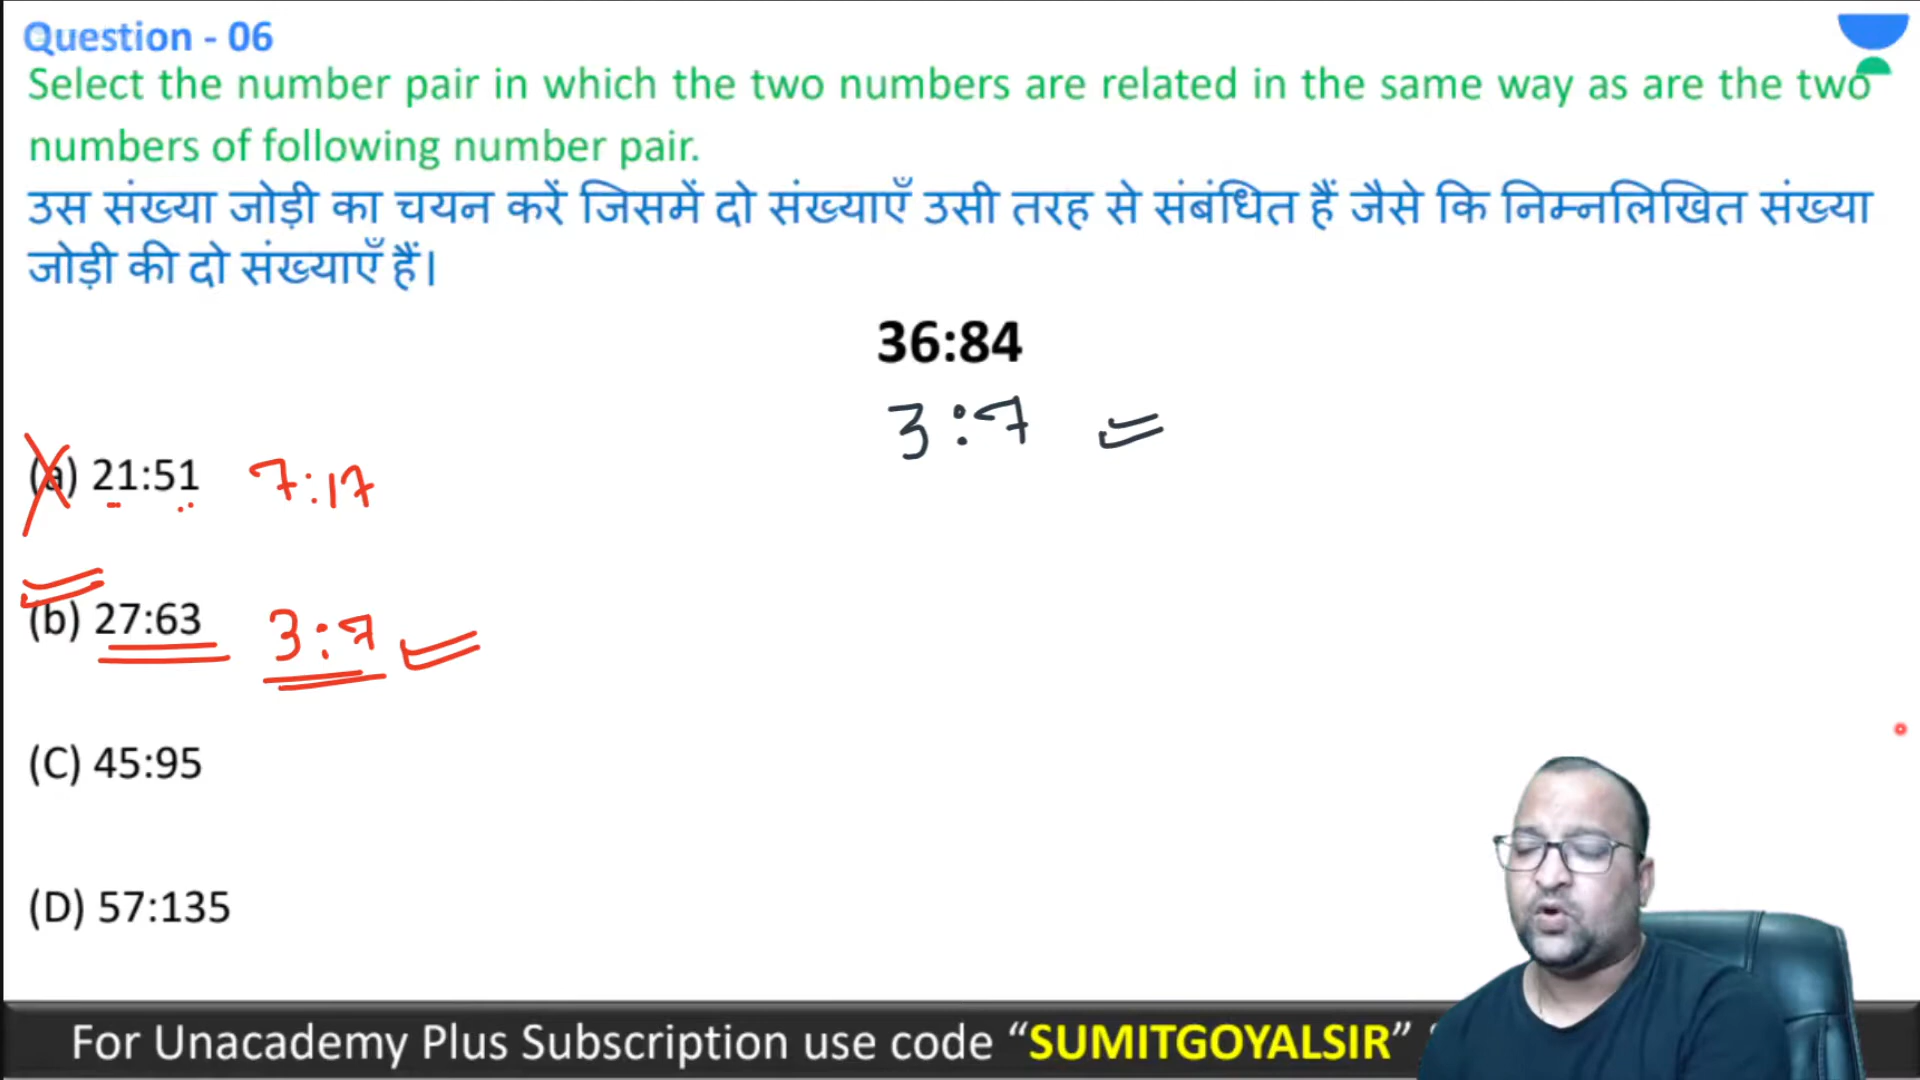 Question - 06
Select the number pair in which the two numbers are related in the same way as are the two
numbers of following number pair.
उस संख्या जोड़ी का चयन करें जिसमें दो संख्याएँ उसी तरह से संबंधित हैं जैसे कि निम्नलिखित संख्या
जोड़ी की दो संख्याएँ हैं।
36:84
3:7
(a) 21:51 7:17
(b) 27:63 3:7
(C) 45:95
(D) 57:135
For Unacademy Plus Subscription use code “SUMITGOYALSIR”